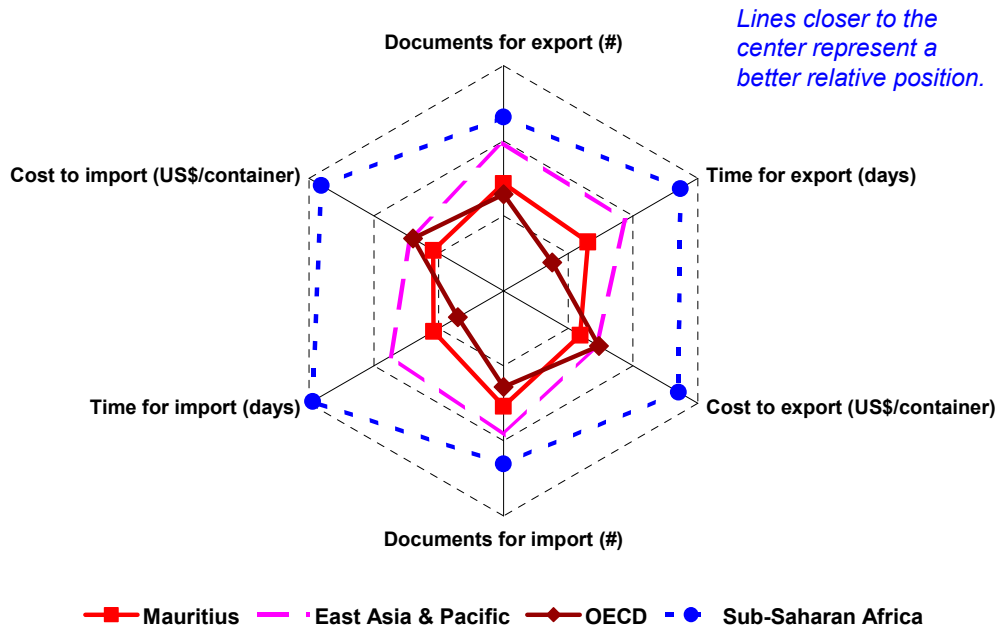 Lines closer to the
center represent a
better relative position.
Documents for export (#)
Cost to import (US$/container)
Time for export (days)
Time for import (days)
Cost to export (US$/container)
Documents for import (#)
Mauritius
East Asia & Pacific
OECD
Sub-Saharan Africa